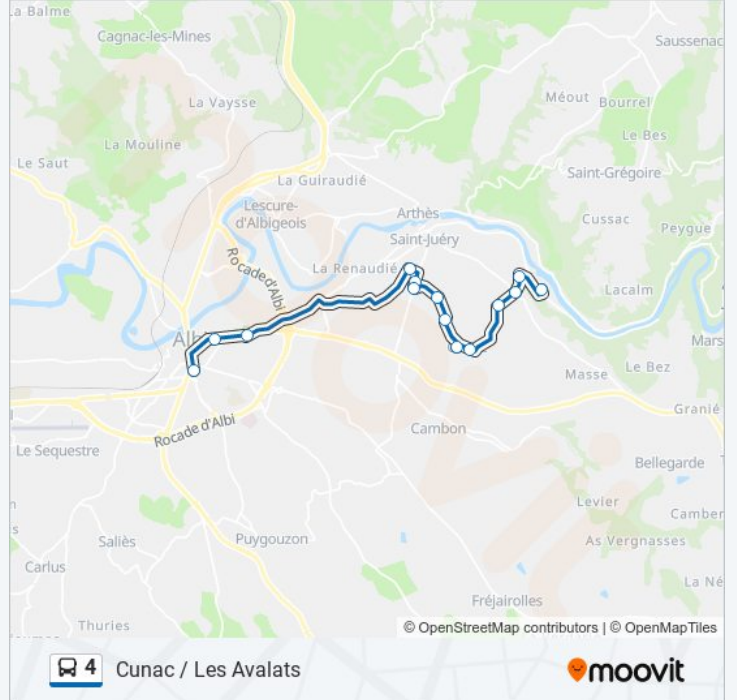 a Balme
Cagnac-les-Mines
Saussenac
La Vaysse
Méout
Bourrel
La Mouline
Le Bes
Le Saut
La Guiraudié
Saint-Grégoire
Lescure-
d'Albigeois
Arthès
Cussac
Peygue
Saint-Juéry
Rocade d'Albi
La Renaudié
Lacalm
Alb
Mars
Masse
Le Bez
Granié
Rocade d'Albi
Cambon
Le Sequestre
Bellegarde
Levier
Camber
As Vergnasses
Saliès
Puygouzon
Carlus
La Né
Fréjairolles
Thuries
© OpenStreetMap contributors | © OpenMapTiles
4 Cunac / Les Avalats
moovit